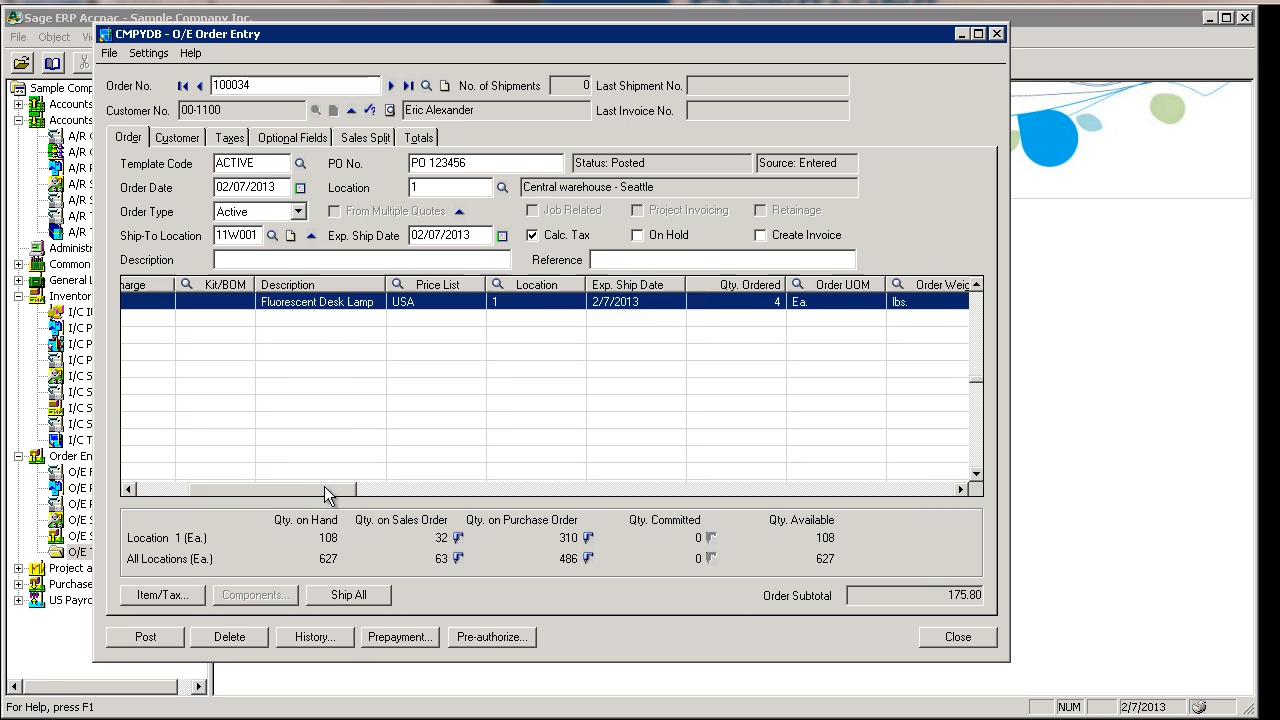 Sage ERP Accpac - Sample Company Inc.
File Object
CMPYDB - O/E Order Entry
File Settings Help
Order No. 100034 No. of Shipments 0 Last Shipment No.
Customer No. 00-1100 Eric Alexander Last Invoice No.
Order Customer Taxes Optional Fields Sales Split Totals
Template Code ACTIVE PO No. PO 123456 Status: Posted Source: Entered
Order Date 02/07/2013 Location 1 Central warehouse - Seattle
Order Type Active From Multiple Quotes Job Related Project Invoicing Retainage
Ship-To Location 11W001 Exp. Ship Date 02/07/2013 Calc. Tax On Hold Create Invoice
Description Reference
harge Kit/BOM Description Price List Location Exp. Ship Date Qty. Ordered Order UOM Order Weig
Fluorescent Desk Lamp USA 1 2/7/2013 4 Ea. lbs.
Qty. on Hand Qty. on Sales Order Qty. on Purchase Order Qty. Committed Qty. Available
Location 1 (Ea.) 108 32 310 0 108
All Locations (Ea.) 627 63 486 0 627
Item/Tax... Components... Ship All Order Subtotal 175.80
Post Delete History... Prepayment... Pre-authorize... Close
Sample Comp
Accounts
Accounts
A/R C
A/R C
A/R F
A/R S
A/R S
A/R T
A/R T
Administr
Common
General L
Inventor
I/C I
I/C P
I/C P
I/C S
I/C S
I/C S
I/C S
I/C T
Order En
O/E F
O/E F
O/E F
O/E S
O/E S
O/E T
Project a
Purchase
US Payro
For Help, press F1 NUM 2/7/2013